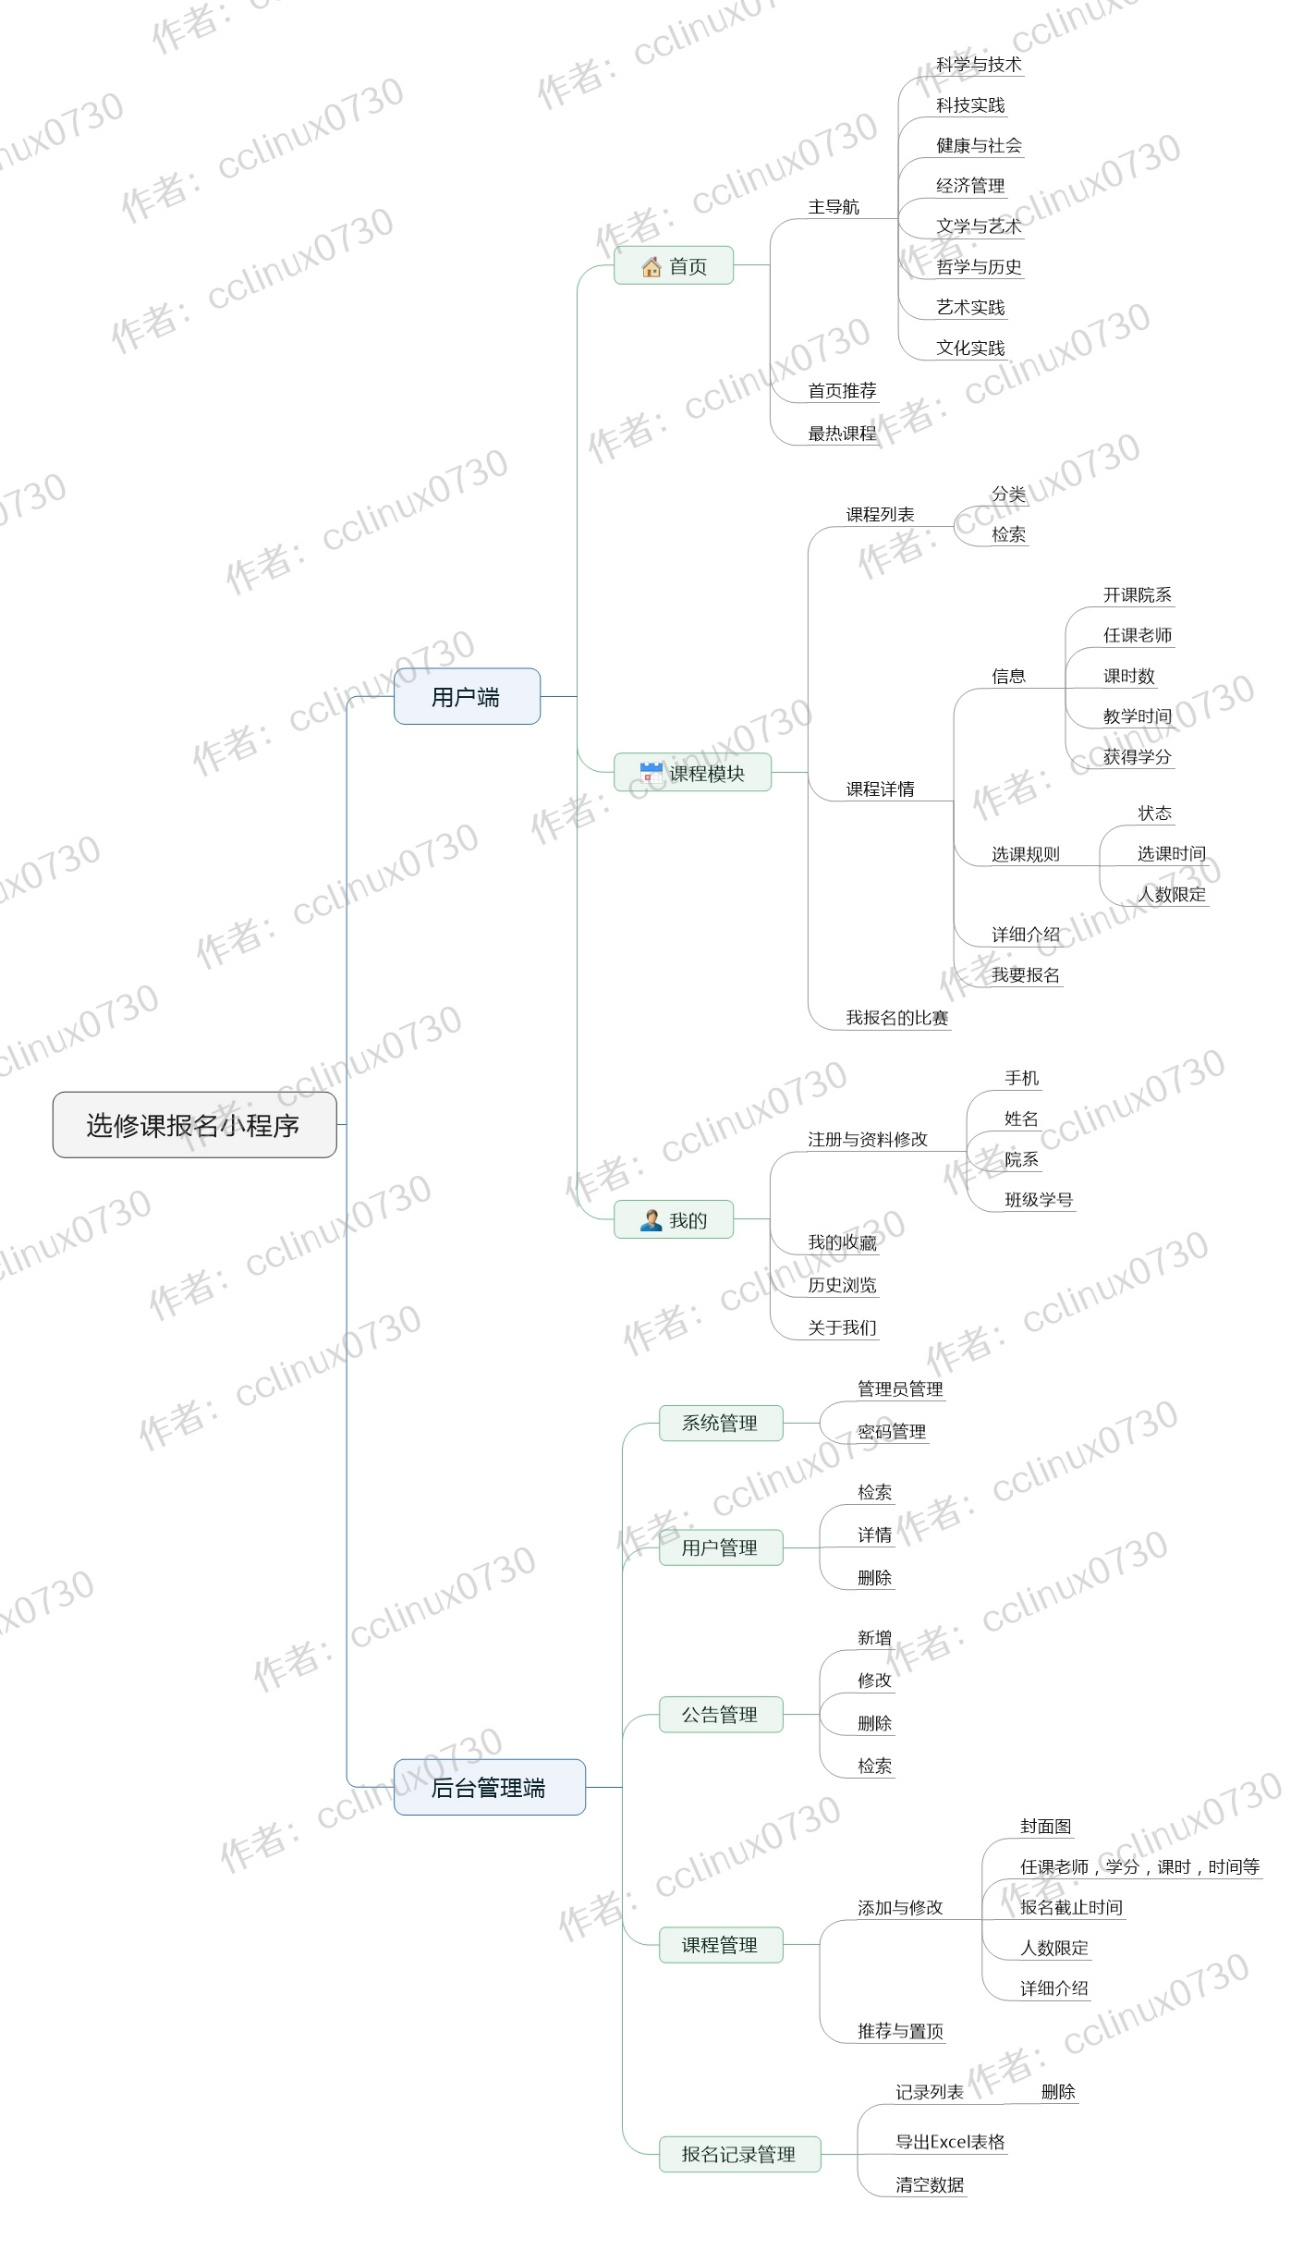 选修课报名小程序
用户端
首页
主导航
科学与技术
科技实践
健康与社会
经济管理
文学与艺术
哲学与历史
艺术实践
文化实践
首页推荐
最热课程
课程模块
课程列表
分类
检索
课程详情
信息
开课院系
任课老师
课时数
教学时间
获得学分
选课规则
状态
选课时间
人数限定
详细介绍
我要报名
我报名的比赛
我的
注册与资料修改
手机
姓名
院系
班级学号
我的收藏
历史浏览
关于我们
后台管理端
系统管理
管理员管理
密码管理
用户管理
检索
详情
删除
公告管理
新增
修改
删除
检索
课程管理
添加与修改
封面图
任课老师，学分，课时，时间等
报名截止时间
人数限定
详细介绍
推荐与置顶
报名记录管理
记录列表
删除
导出Excel表格
清空数据
作者：cclinux0730